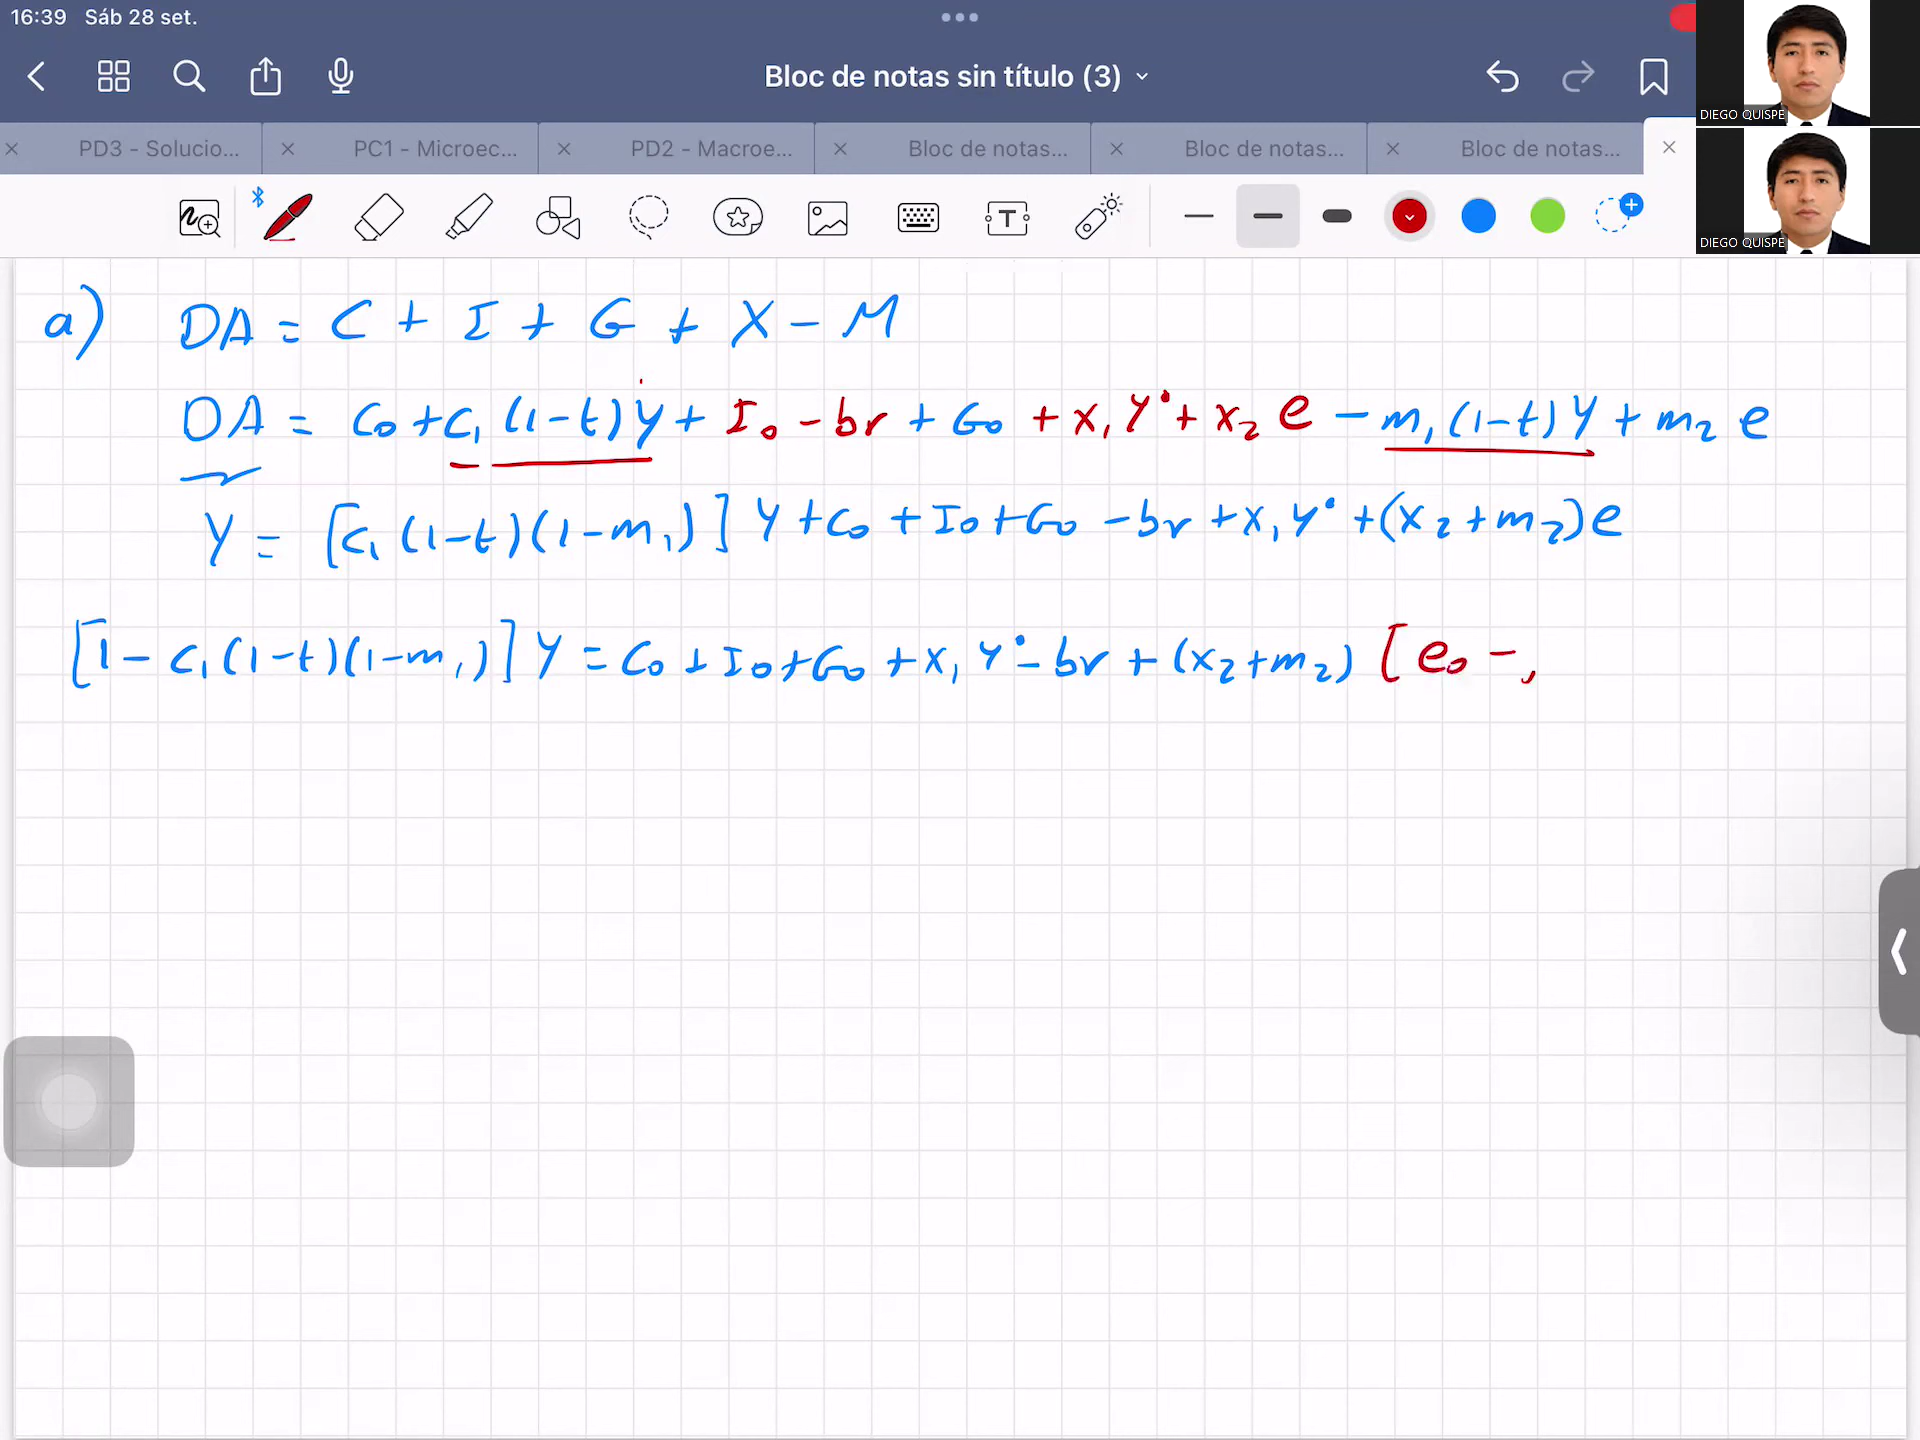 16:39 Sáb 28 set.
Bloc de notas sin título (3)
DIEGO QUISPE
PD3 - Solucio... PC1 - Microec... PD2 - Macroe... Bloc de notas... Bloc de notas... Bloc de notas...
DIEGO QUISPE
a) DA = C + I + G + X - M
DA = C₀ + C₁ (1-t) Y + I₀ - br + G₀ + X₁ Y• + X₂ e - m₁ (1-t) Y + m₂ e
Y = [C₁ (1-t)(1-m₁)] Y + C₀ + I₀ + G₀ - br + X₁ Y• + (X₂ + m₂) e
[1 - C₁ (1-t)(1-m₁)] Y = C₀ + I₀ + G₀ + X₁ Y• - br + (X₂ + m₂) [e₀ -